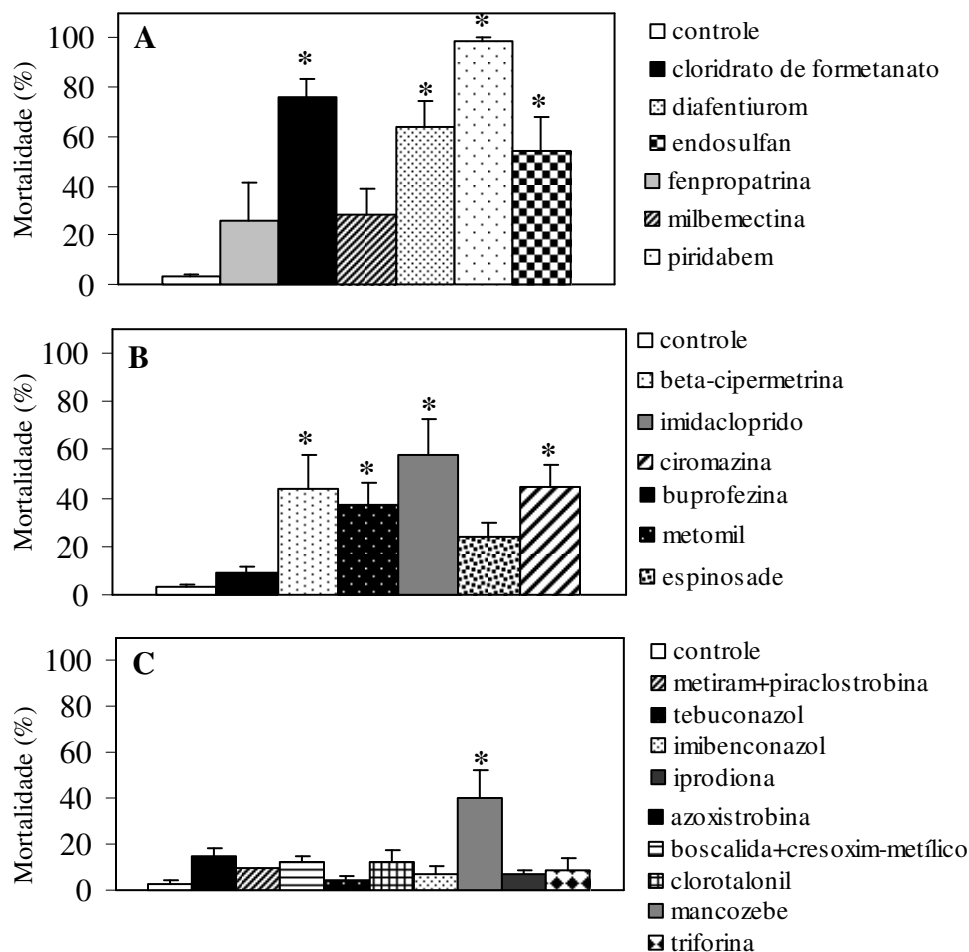 A
Mortalidade (%)
100
80
60
40
20
0
*
*
*
*
controle
cloridrato de formetanato
diafentiurom
endosulfan
fenpropatrina
milbemectina
piridabem
B
Mortalidade (%)
100
80
60
40
20
0
*
*
*
*
controle
beta-cipermetrina
imidacloprido
ciromazina
buprofezina
metomil
espinosade
C
Mortalidade (%)
100
80
60
40
20
0
*
controle
metiram+piraclostrobina
tebuconazol
imibenconazol
iprodiona
azoxistrobina
boscalida+cresoxim-metílico
clorotalonil
mancozebe
triforina